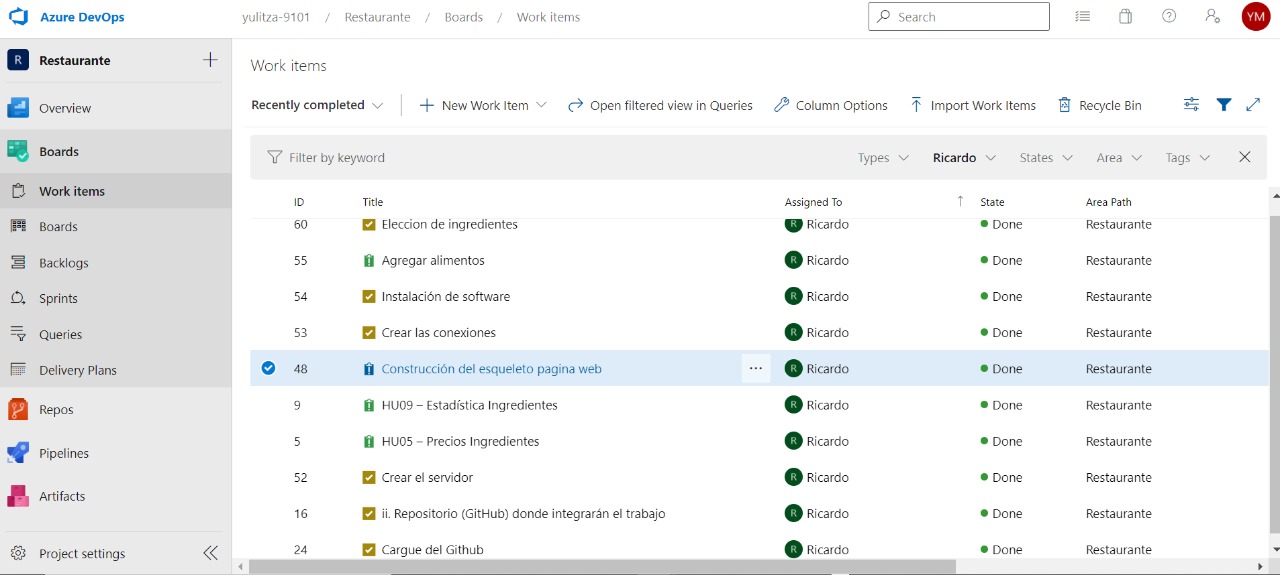 Azure DevOps
yulitza-9101 / Restaurante / Boards / Work items
Search
YM
R Restaurante
Overview
Boards
Work items
Boards
Backlogs
Sprints
Queries
Delivery Plans
Repos
Pipelines
Artifacts
Project settings
Work items
Recently completed New Work Item Open filtered view in Queries Column Options Import Work Items Recycle Bin
Filter by keyword Types Ricardo States Area Tags
ID Title Assigned To State Area Path
60 Eleccion de ingredientes R Ricardo Done Restaurante
55 Agregar alimentos R Ricardo Done Restaurante
54 Instalación de software R Ricardo Done Restaurante
53 Crear las conexiones R Ricardo Done Restaurante
48 Construcción del esqueleto pagina web ... R Ricardo Done Restaurante
9 HU09 – Estadística Ingredientes R Ricardo Done Restaurante
5 HU05 – Precios Ingredientes R Ricardo Done Restaurante
52 Crear el servidor R Ricardo Done Restaurante
16 ii. Repositorio (GitHub) donde integrarán el trabajo R Ricardo Done Restaurante
24 Cargue del Github R Ricardo Done Restaurante